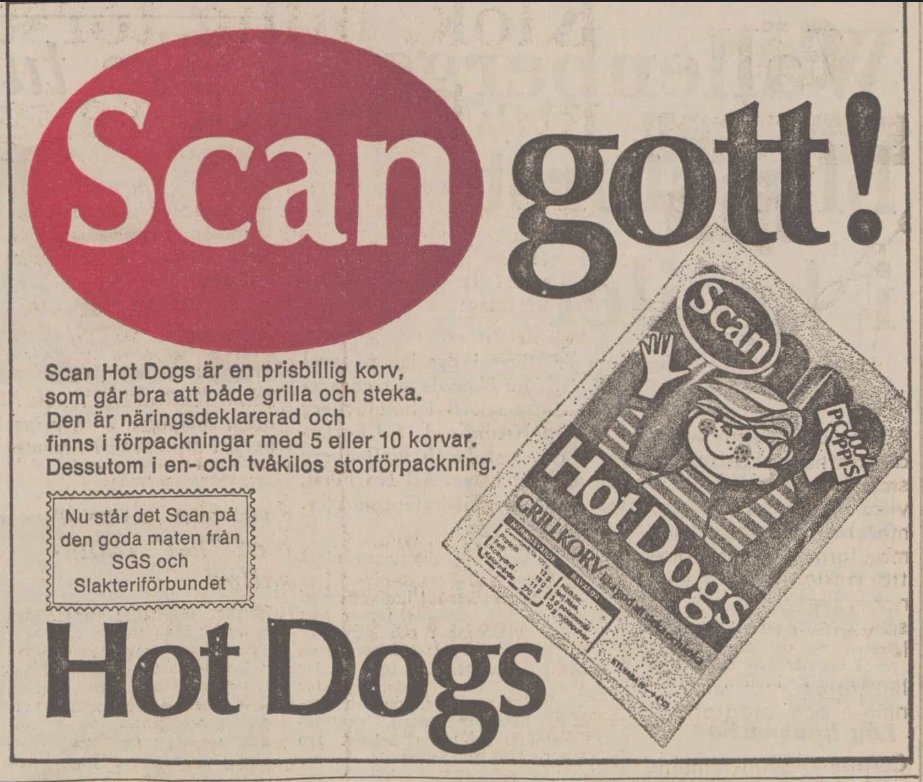 Scan gott!
Scan Hot Dogs är en prisbillig korv,
som går bra att både grilla och steka.
Den är näringsdeklarerad och
finns i förpackningar med 5 eller 10 korvar.
Dessutom i en- och tvåkilos storförpackning.
Nu står det Scan på
den goda maten från
SGS och
Slakteriförbundet
Hot Dogs
Scan
POPPIS
Hot Dogs
GRILLKORV